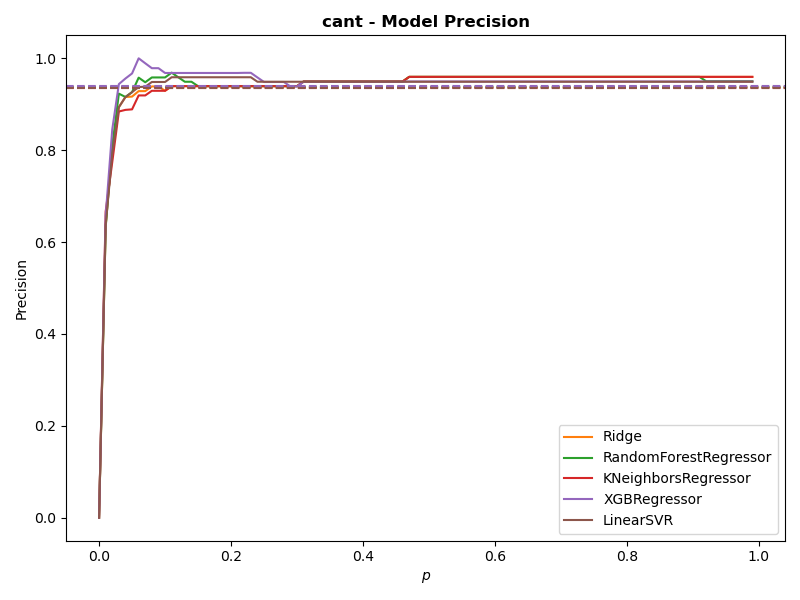 cant - Model Precision
1.0
0.8
0.6
0.4
0.2
0.0
Precision
0.0 0.2 0.4 0.6 0.8 1.0
p
Ridge
RandomForestRegressor
KNeighborsRegressor
XGBRegressor
LinearSVR